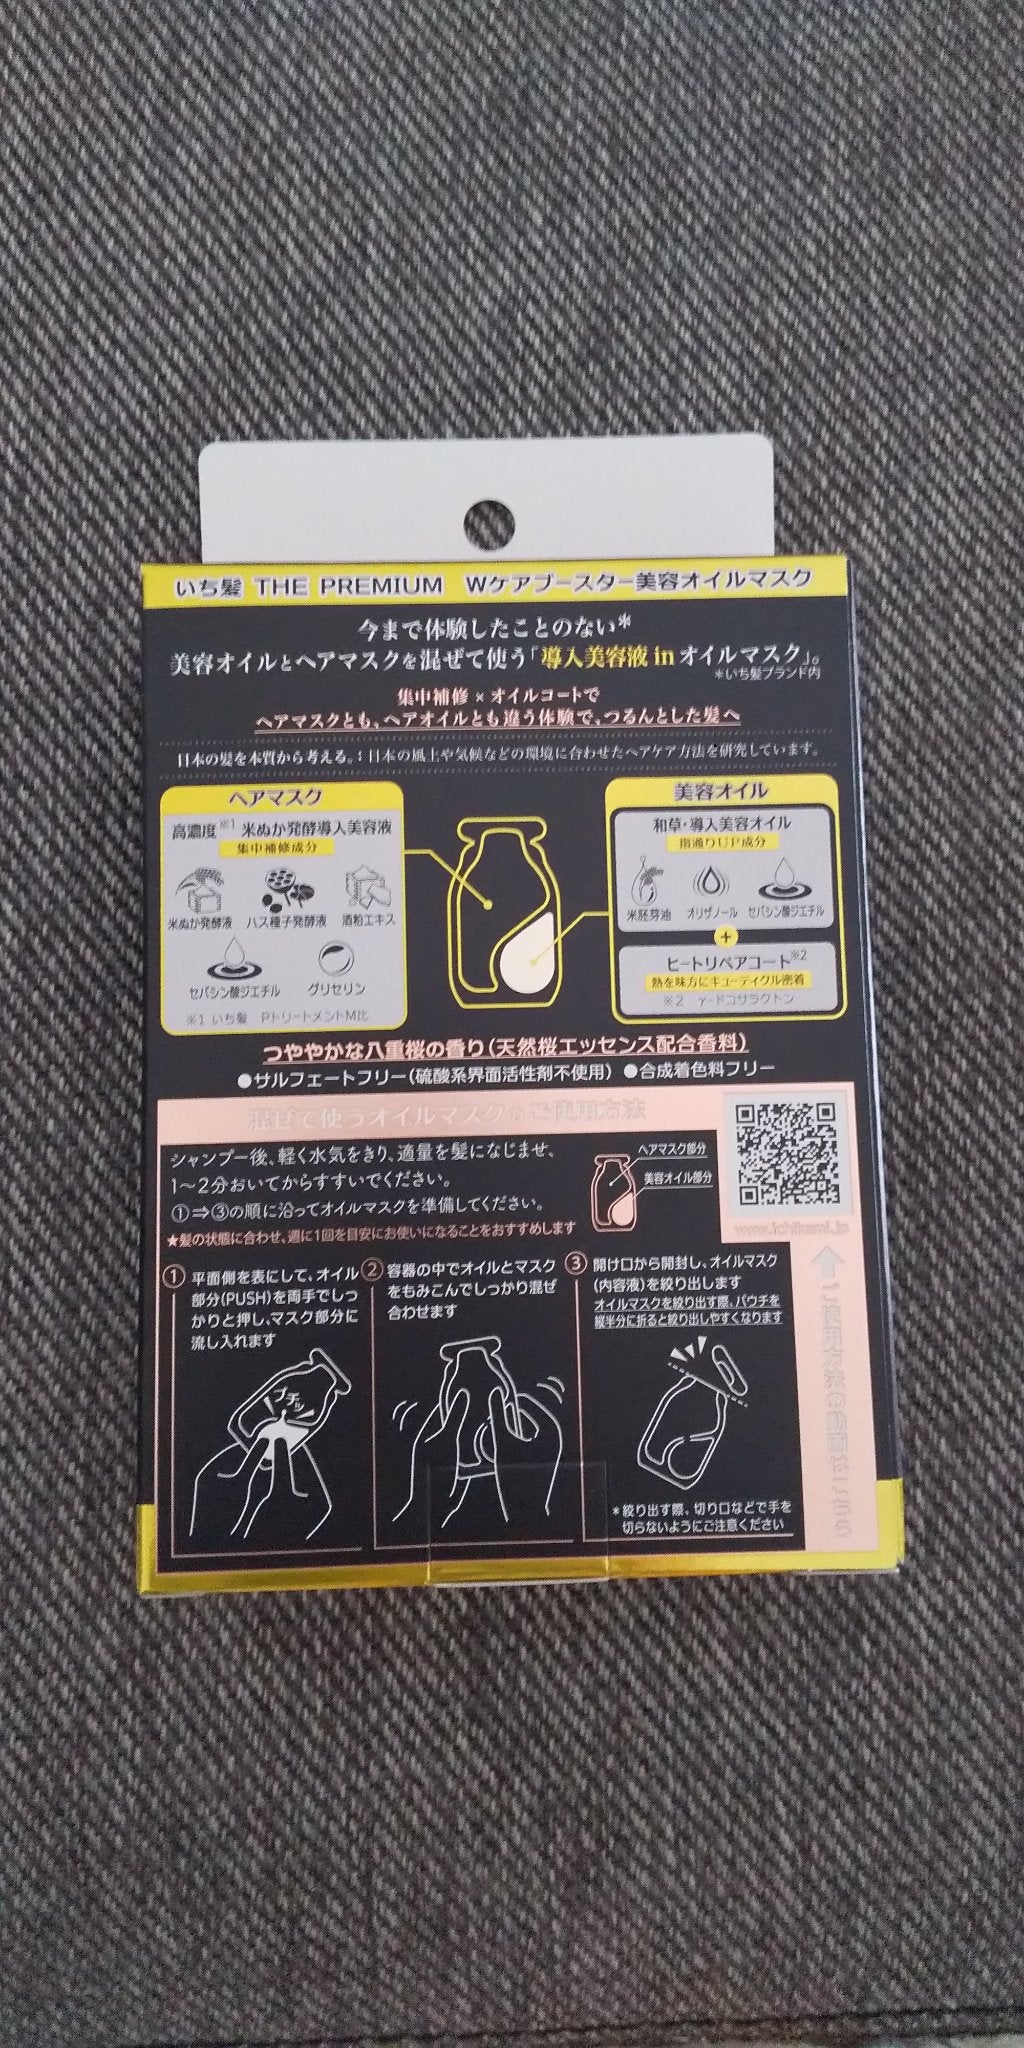 いち髪 THE PREMIUM Wケアブースター美容オイルマスク
今まで体験したことのない*
美容オイルとヘアマスクを混ぜて使う「導入美容液 in オイルマスク」。
*いち髪ブランド内
集中補修×オイルコートで
ヘアマスクとも、ヘアオイルとも違う体験で、つるんとした髪へ
日本の髪を本質から考える。：日本の風土や気候などの環境に合わせたヘアケア方法を研究しています。
ヘアマスク
高濃度※1 米ぬか発酵導入美容液
集中補修成分
米ぬか発酵液 ハス種子発酵液 酒粕エキス
セバシン酸ジエチル グリセリン
※1 いち髪 PトリートメントM比
美容オイル
和草・導入美容オイル
指通りUP成分
米胚芽油 オリザノール セバシン酸ジエチル
+
ヒートリペアコート※2
熱を味方にキューティクル密着
※2 γ-ドコサラクトン
つややかな八重桜の香り(天然桜エッセンス配合香料)
●サルフェートフリー(硫酸系界面活性剤不使用) ●合成着色料フリー
混ぜて使うオイルマスクのご使用方法
シャンプー後、軽く水気をきり、適量を髪になじませ、
1〜2分おいてからすすいでください。
①⇒③の順に沿ってオイルマスクを準備してください。
★髪の状態に合わせ、週に1回を目安にお使いになることをおすすめします
ヘアマスク部分
美容オイル部分
www.ichikami.jp
ご使用方法の動画はこちら
① 平面側を表にして、オイル
部分(PUSH)を両手でしっ
かりと押し、マスク部分に
流し入れます
プチッ
② 容器の中でオイルとマスク
をもみこんでしっかり混ぜ
合わせます
③ 開け口から開封し、オイルマスク
(内容液)を絞り出します
オイルマスクを絞り出す際、パウチを
縦半分に折ると絞り出しやすくなります
*絞り出す際、切り口などで手を
切らないようにご注意ください